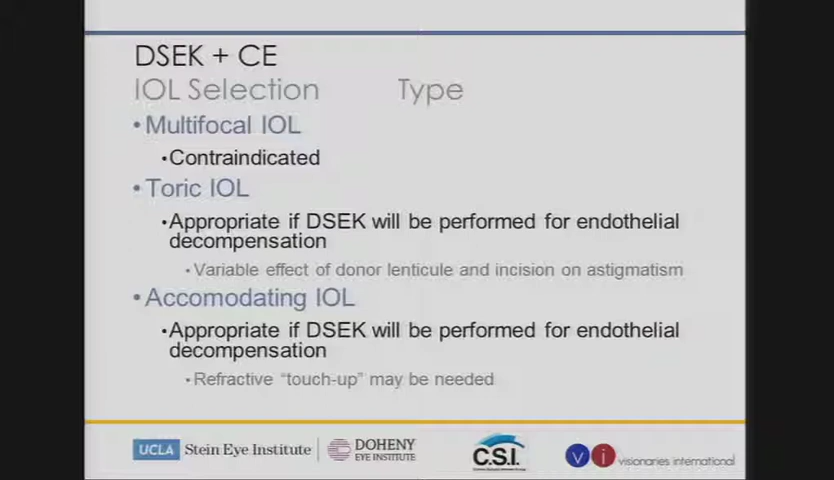 DSEK + CE
IOL Selection Type
• Multifocal IOL
• Contraindicated
• Toric IOL
• Appropriate if DSEK will be performed for endothelial
decompensation
• Variable effect of donor lenticule and incision on astigmatism
• Accomodating IOL
• Appropriate if DSEK will be performed for endothelial
decompensation
• Refractive “touch-up” may be needed
UCLA Stein Eye Institute
DOHENY
EYE INSTITUTE
C.S.I.
vi visionaries international